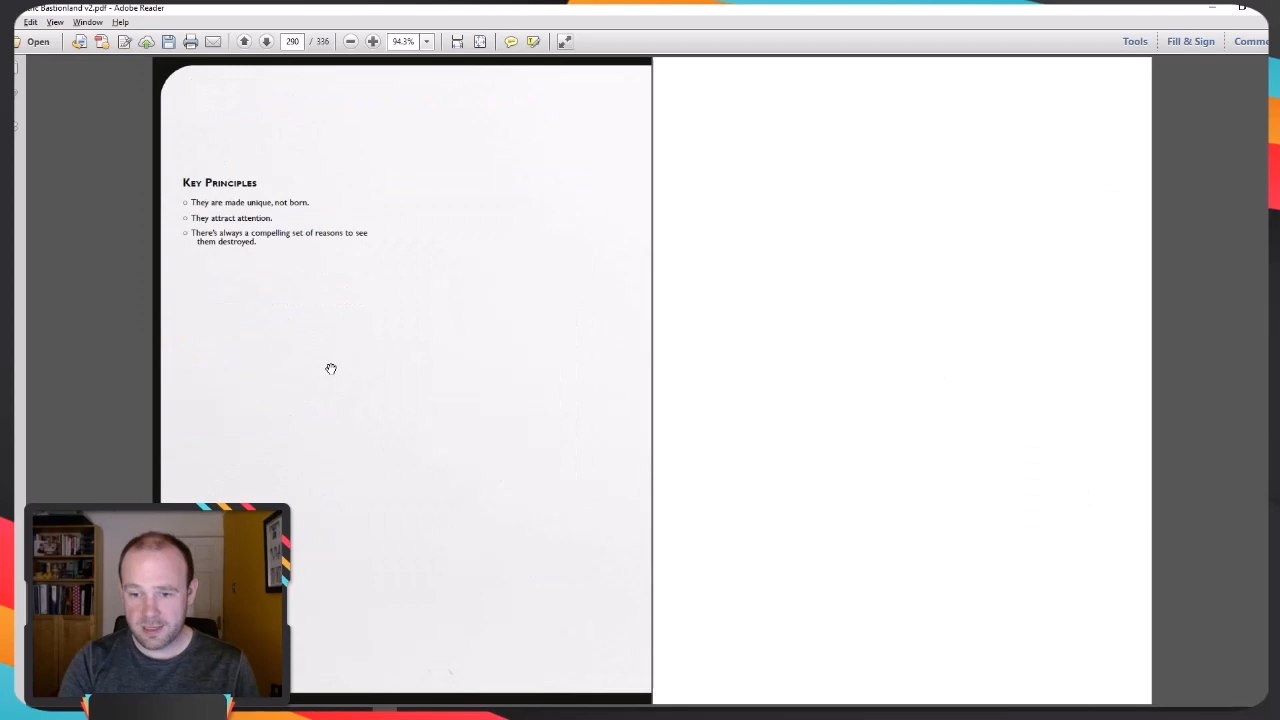 Bastionland v2.pdf - Adobe Reader
Edit View Window Help
Open 290 / 336 94.3% Tools Fill & Sign
Key Principles
○ They are made unique, not born.
○ They attract attention.
○ There's always a compelling set of reasons to see
them destroyed.